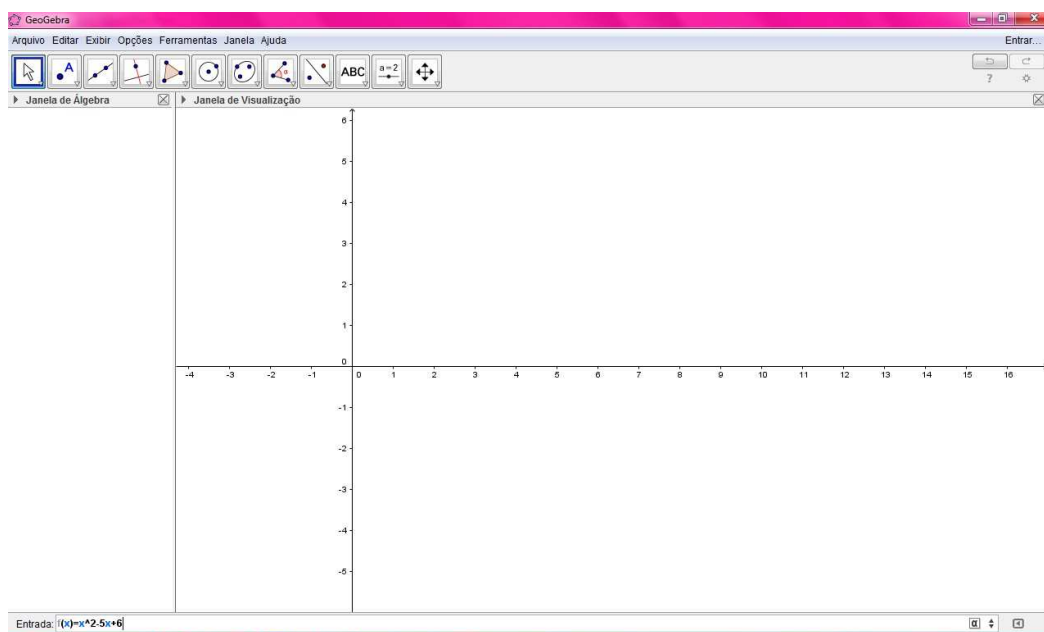 GeoGebra
Arquivo Editar Exibir Opções Ferramentas Janela Ajuda
Entrar...
A
α
ABC
a=2
?
Janela de Álgebra
Janela de Visualização
6
5
4
3
2
1
0
-4 -3 -2 -1 0 1 2 3 4 5 6 7 8 9 10 11 12 13 14 15 16
-1
-2
-3
-4
-5
Entrada: f(x)=x^2-5x+6
α